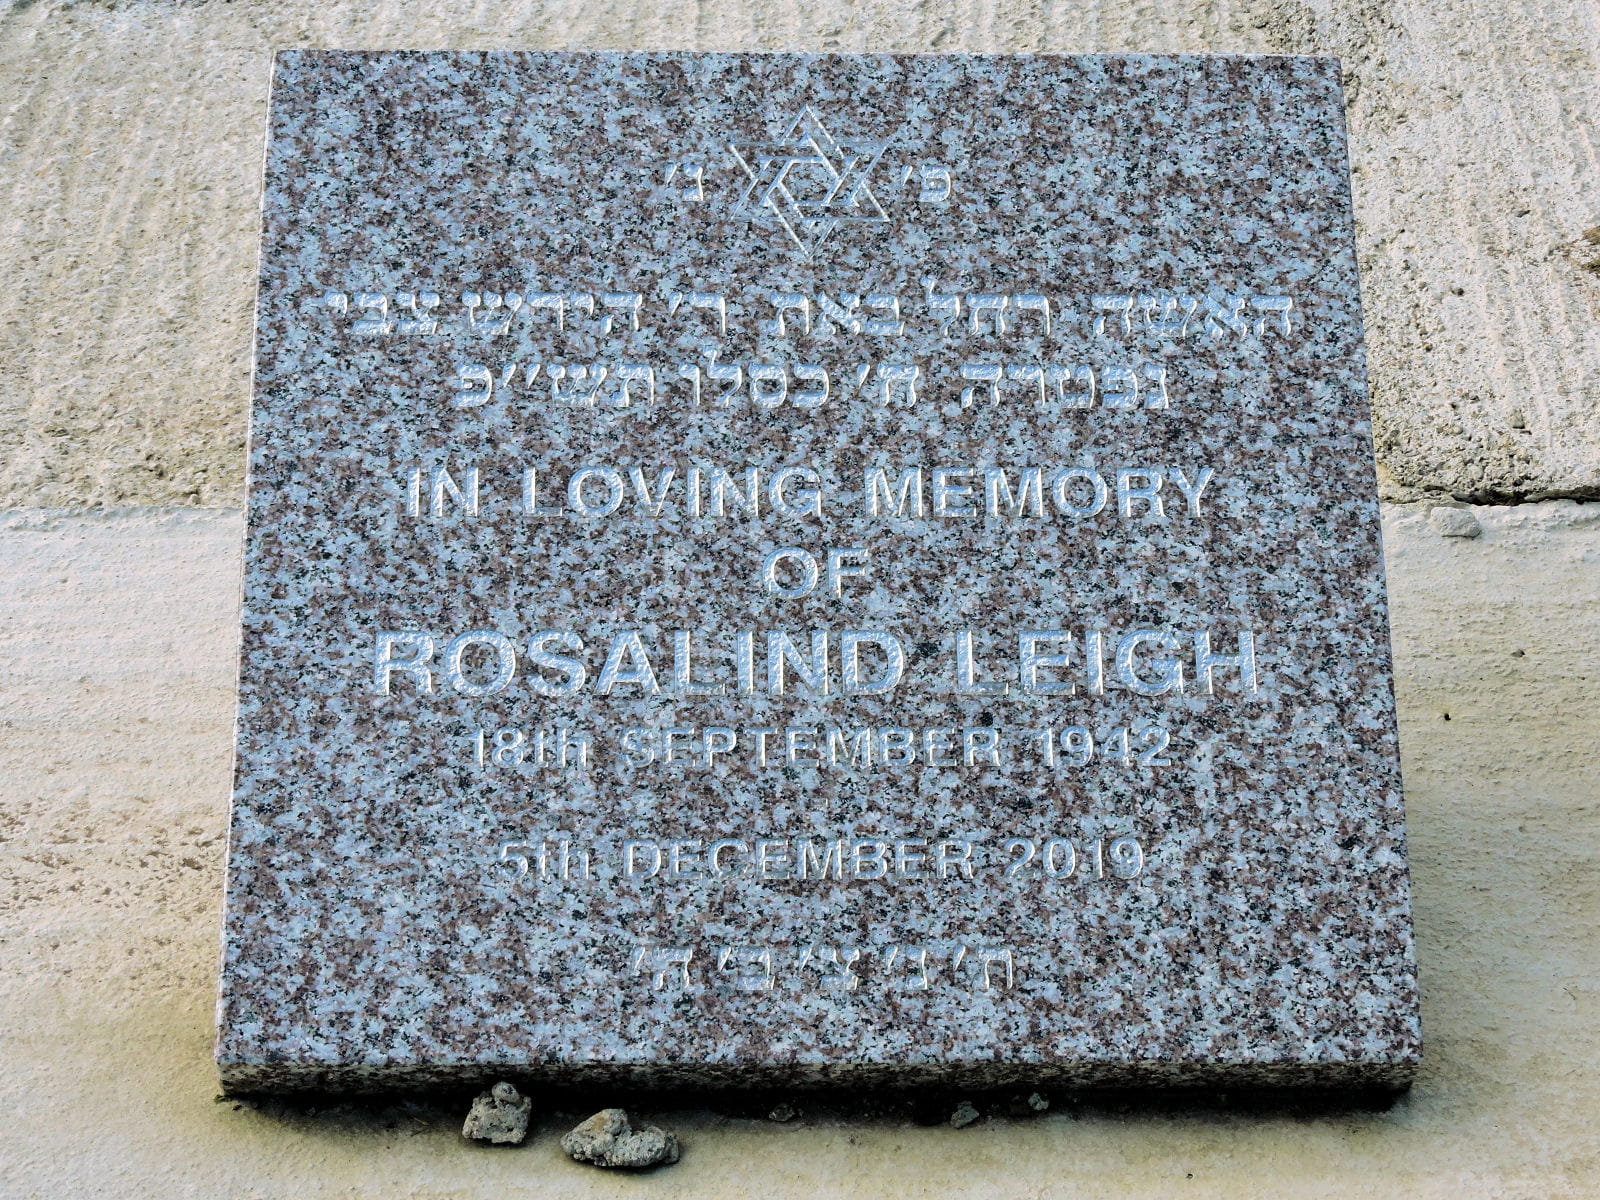 פ׳ נ׳
האשה רחל באת ר׳ הירש צבי
נפטרה ח׳ כסלו תש׳׳פ
IN LOVING MEMORY
OF
ROSALIND LEIGH
18th SEPTEMBER 1942
5th DECEMBER 2019
ת׳ נ׳ צ׳ ב׳ ה׳